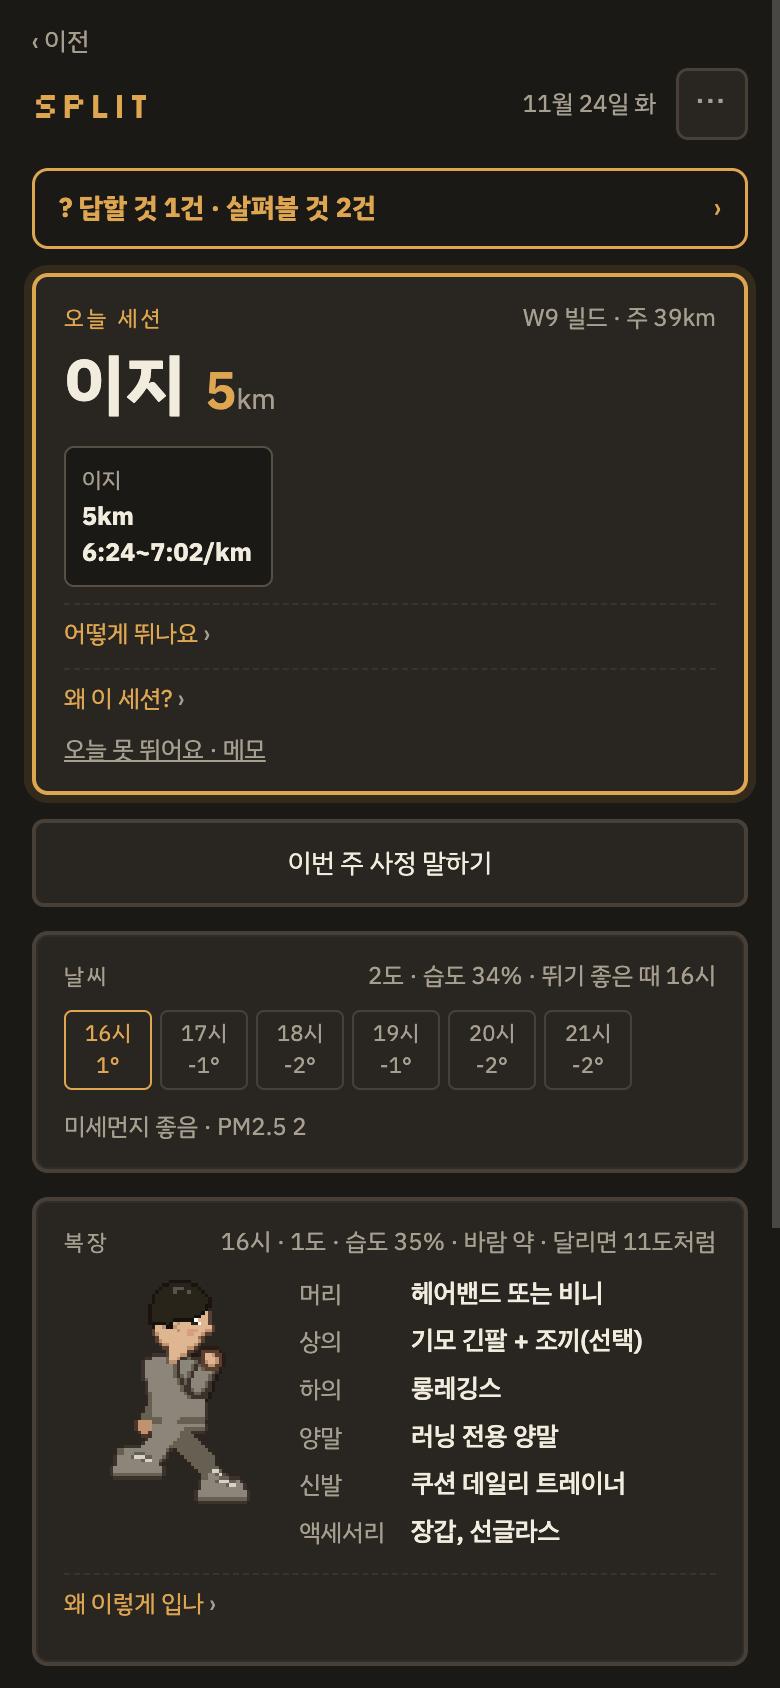 ‹ 이전
SPLIT
11월 24일 화
...
? 답할 것 1건 · 살펴볼 것 2건 ›
오늘 세션
W9 빌드 · 주 39km
이지 5km
이지
5km
6:24~7:02/km
어떻게 뛰나요 ›
왜 이 세션? ›
오늘 못 뛰어요 · 메모
이번 주 사정 말하기
날씨
2도 · 습도 34% · 뛰기 좋은 때 16시
16시 17시 18시 19시 20시 21시
1° -1° -2° -1° -2° -2°
미세먼지 좋음 · PM2.5 2
복장
16시 · 1도 · 습도 35% · 바람 약 · 달리면 11도처럼
머리 헤어밴드 또는 비니
상의 기모 긴팔 + 조끼(선택)
하의 롱레깅스
양말 러닝 전용 양말
신발 쿠션 데일리 트레이너
액세서리 장갑, 선글라스
왜 이렇게 입나 ›